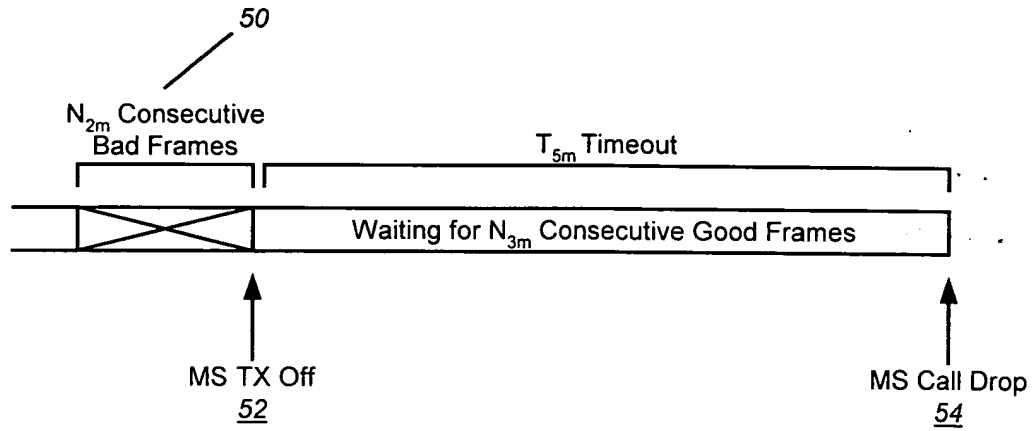 50
N2m Consecutive
Bad Frames
T5m Timeout
Waiting for N3m Consecutive Good Frames
MS TX Off
52
MS Call Drop
54